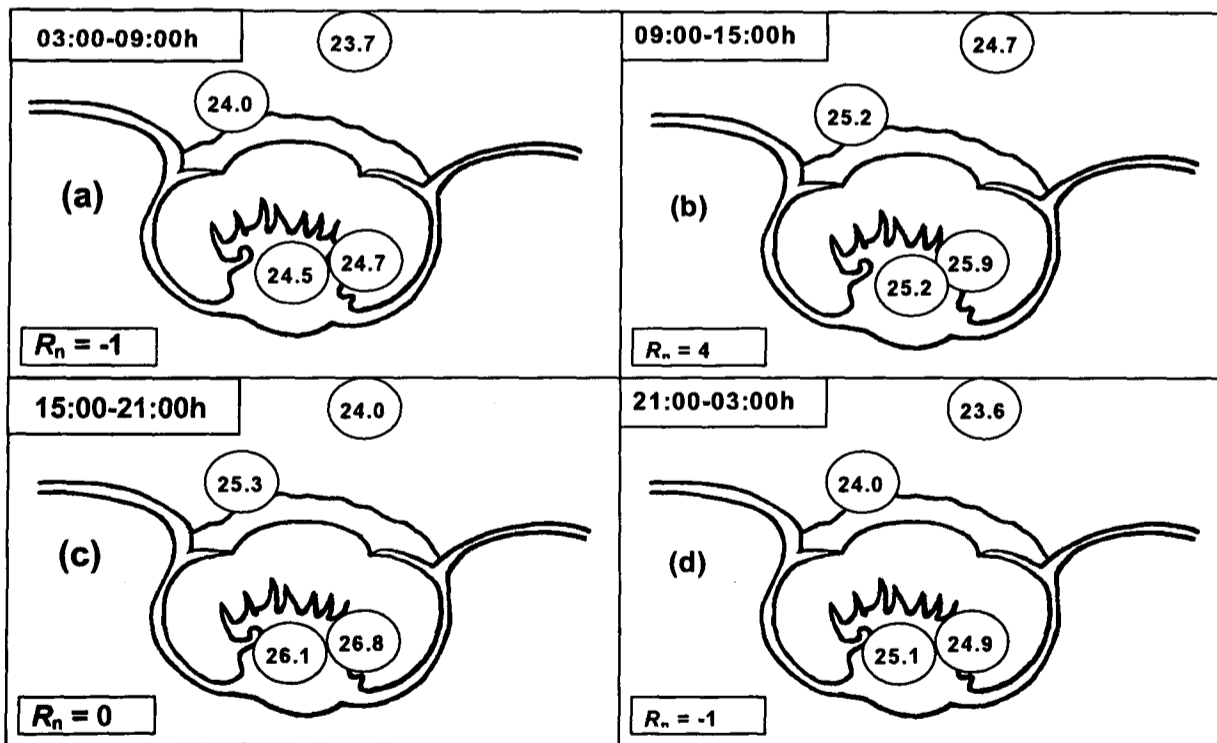 03:00-09:00h
23.7
24.0
(a)
24.5
24.7
Rn = -1
09:00-15:00h
24.7
25.2
(b)
25.9
25.2
Rn = 4
15:00-21:00h
24.0
25.3
(c)
26.1
26.8
Rn = 0
21:00-03:00h
23.6
24.0
(d)
25.1
24.9
Rn = -1